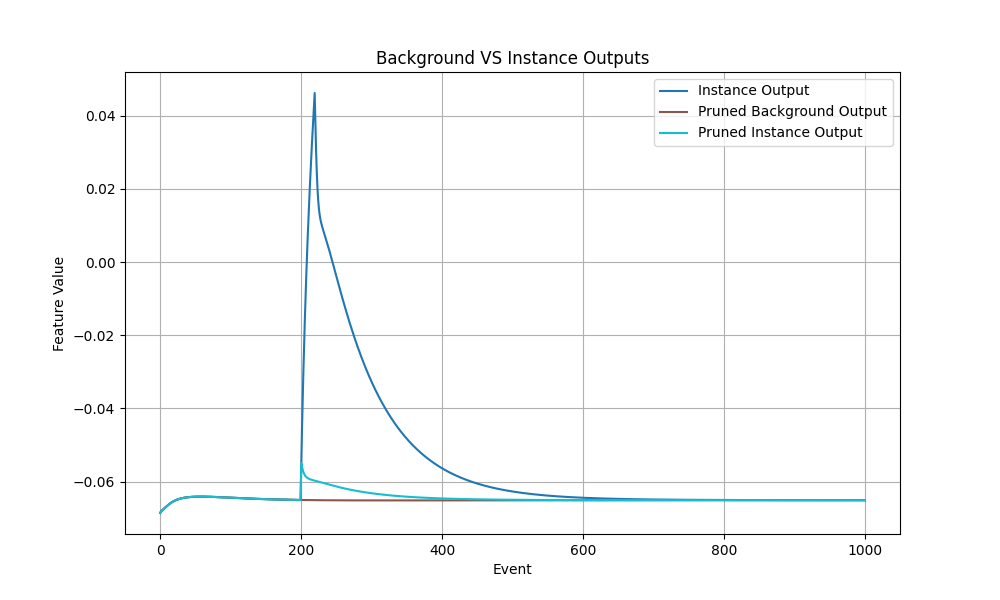 Background VS Instance Outputs
Instance Output
Pruned Background Output
Pruned Instance Output
Feature Value
0.04
0.02
0.00
−0.02
−0.04
−0.06
0 200 400 600 800 1000
Event